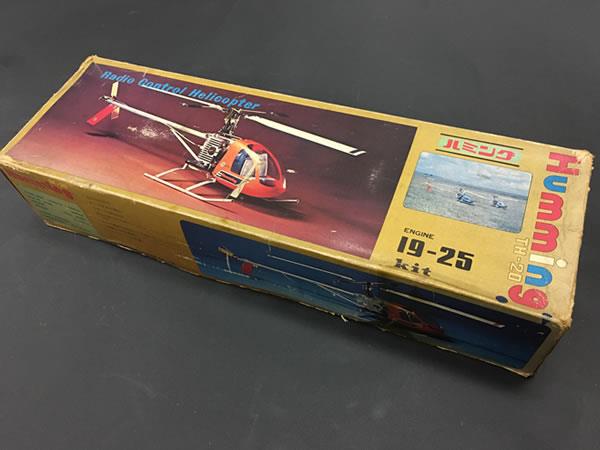 Radio Control Helicopter
ハミング
Humming
TH-20
ENGINE
19-25
kit